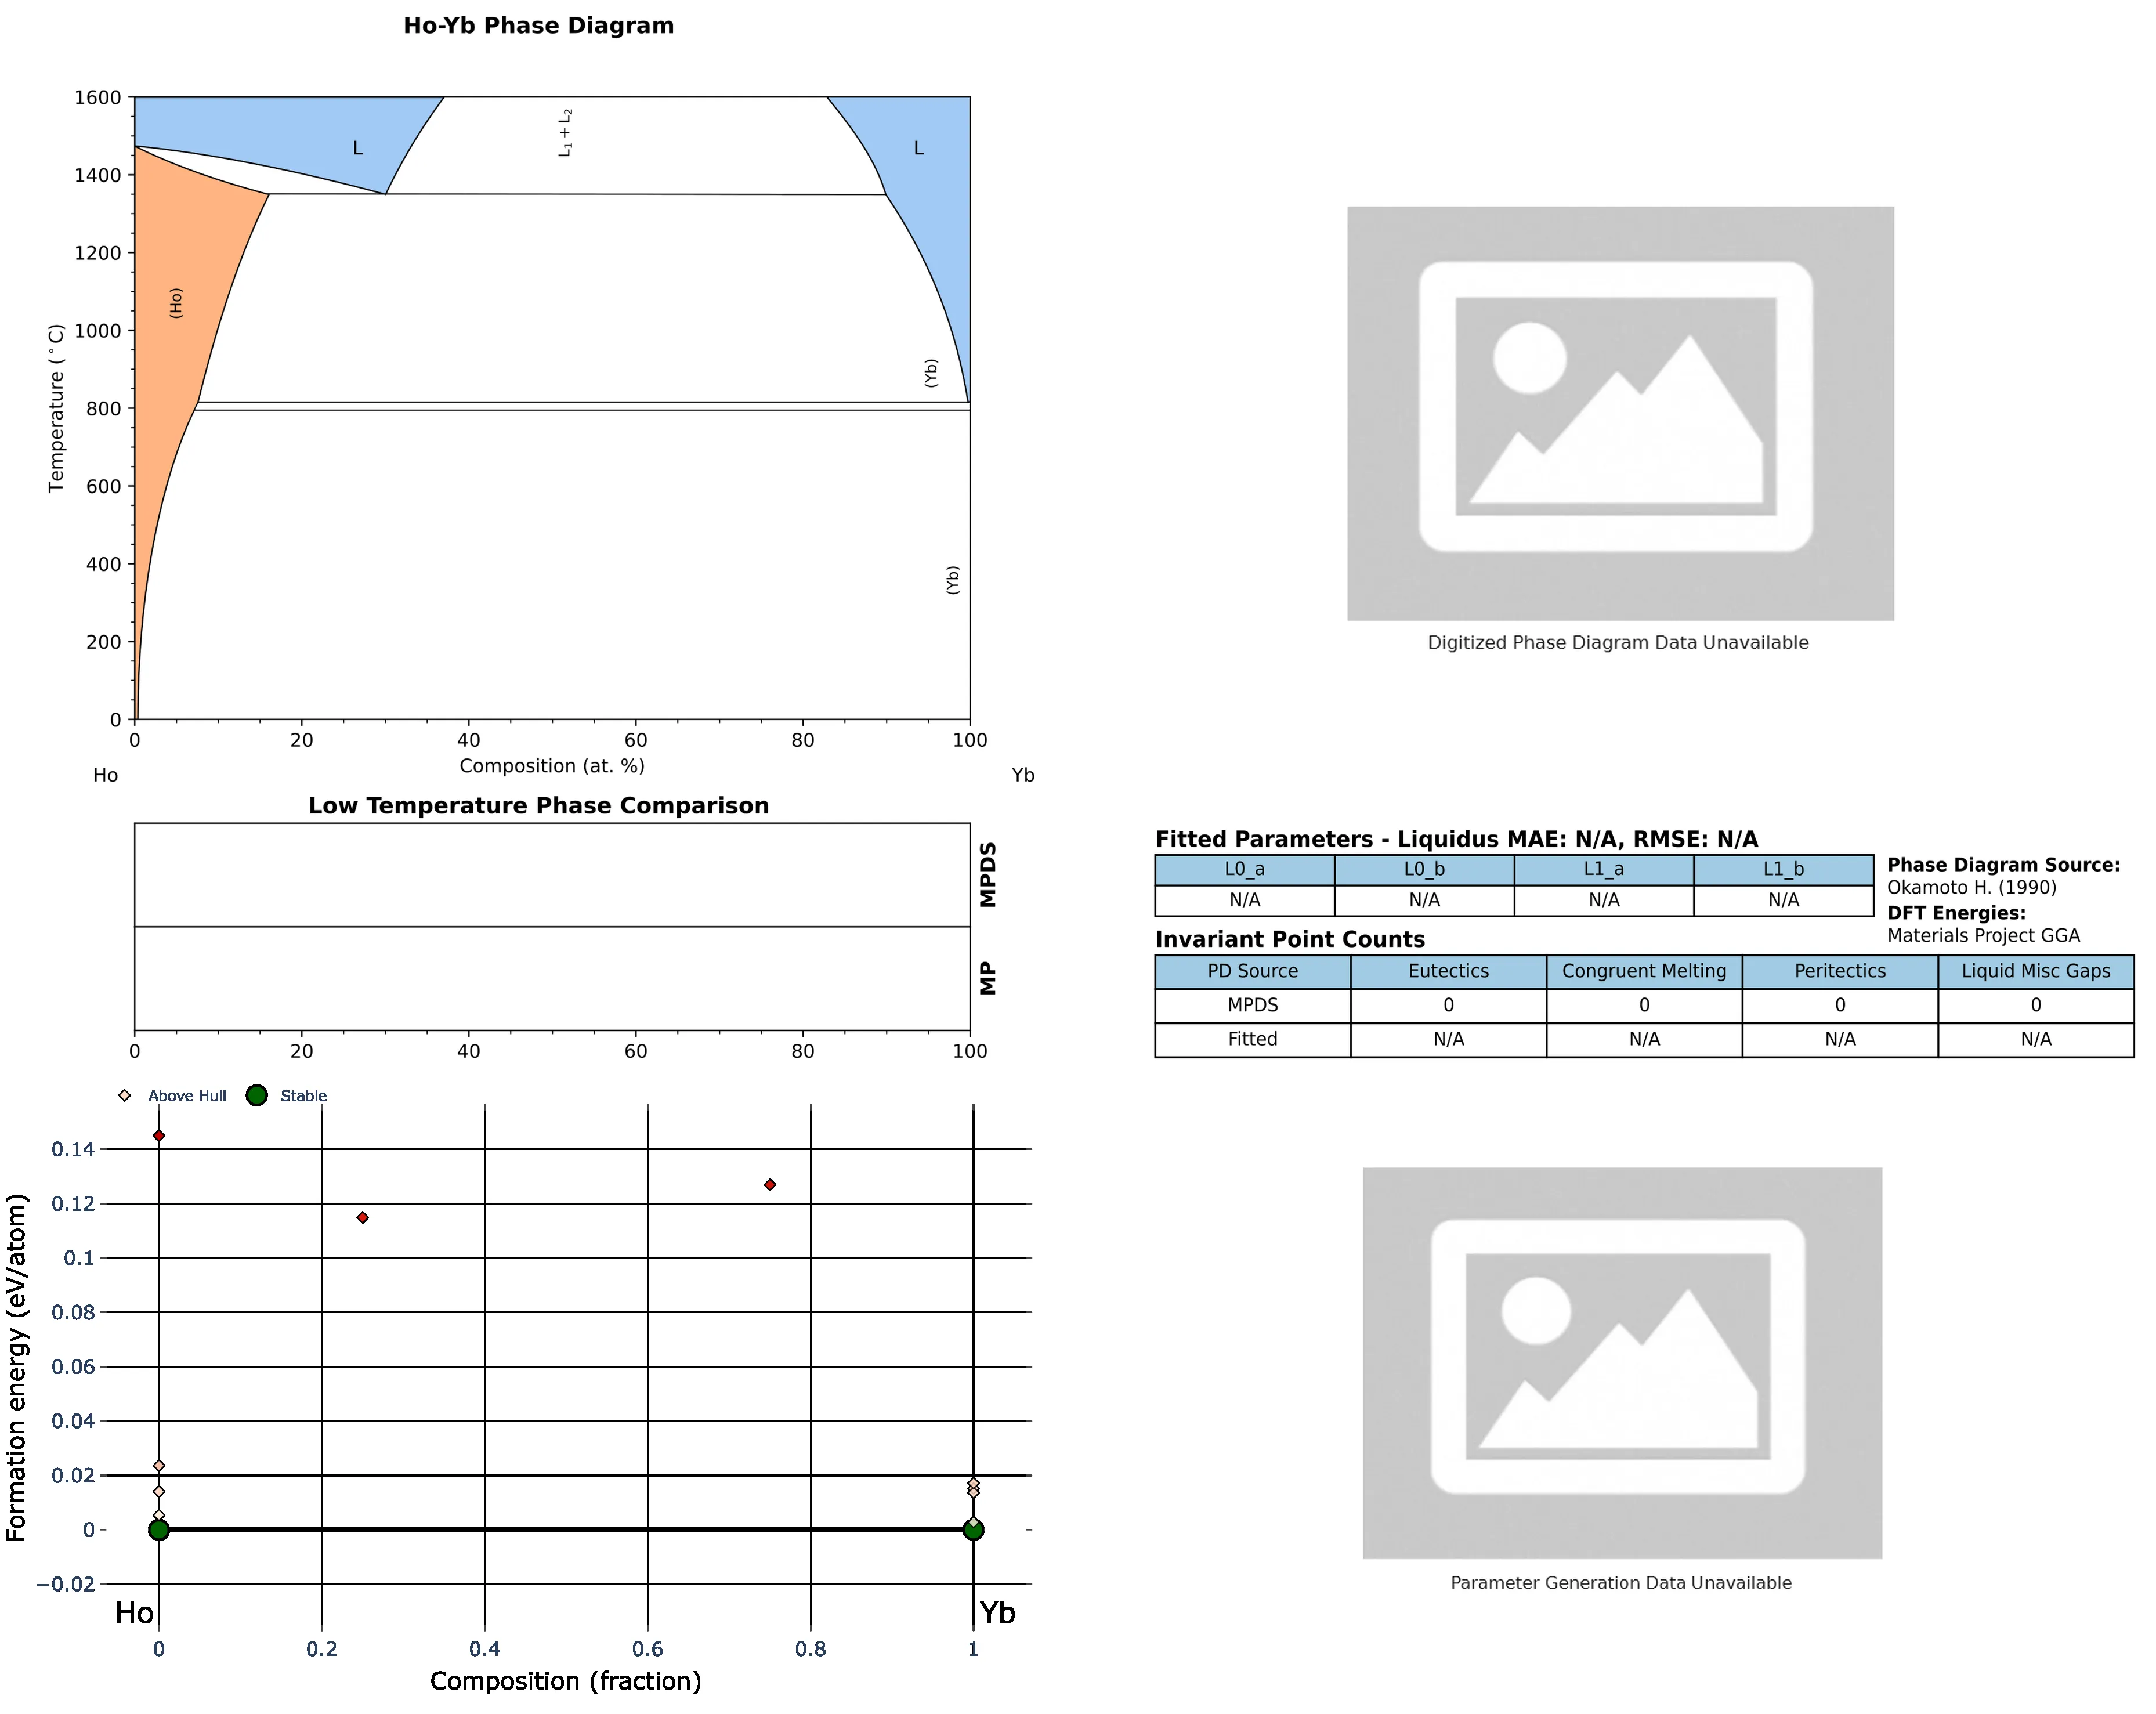 Ho-Yb Phase Diagram
1600
1400
1200
1000
800
600
400
200
0
Temperature (°C)
L
L₁ + L₂
L
(Ho)
(Yb)
(Yb)
0 20 40 60 80 100
Composition (at. %)
Ho Yb
Digitized Phase Diagram Data Unavailable
Low Temperature Phase Comparison
MPDS
MP
0 20 40 60 80 100
Fitted Parameters - Liquidus MAE: N/A, RMSE: N/A
L0_a L0_b L1_a L1_b
N/A N/A N/A N/A
Phase Diagram Source:
Okamoto H. (1990)
DFT Energies:
Materials Project GGA
Invariant Point Counts
PD Source Eutectics Congruent Melting Peritectics Liquid Misc Gaps
MPDS 0 0 0 0
Fitted N/A N/A N/A N/A
Above Hull Stable
0.14
0.12
0.1
0.08
0.06
0.04
0.02
0
−0.02
Formation energy (eV/atom)
Ho Yb
0 0.2 0.4 0.6 0.8 1
Composition (fraction)
Parameter Generation Data Unavailable